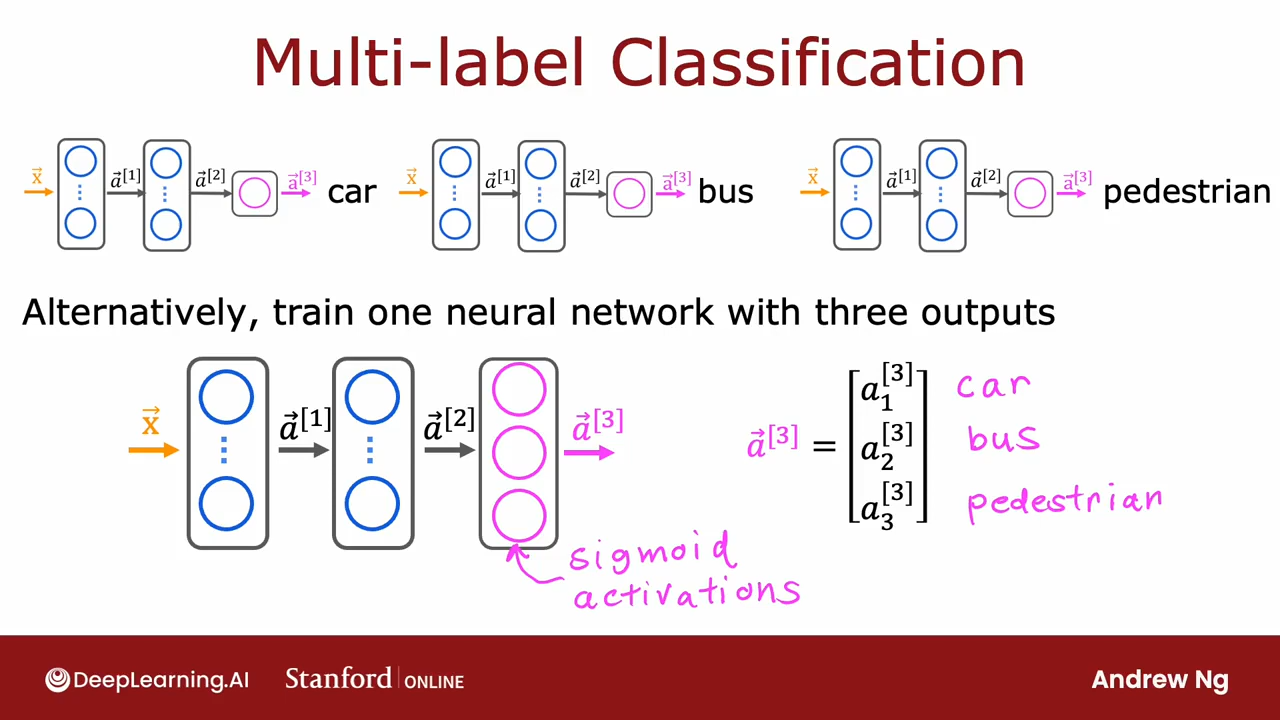 Multi-label Classification
x⃗ a⃗[1] a⃗[2] a⃗[3] car
x⃗ a⃗[1] a⃗[2] a⃗[3] bus
x⃗ a⃗[1] a⃗[2] a⃗[3] pedestrian
Alternatively, train one neural network with three outputs
x⃗ a⃗[1] a⃗[2] a⃗[3]
sigmoid
activations
a⃗[3] =
a₁[3] car
a₂[3] bus
a₃[3] pedestrian
DeepLearning.AI Stanford ONLINE Andrew Ng